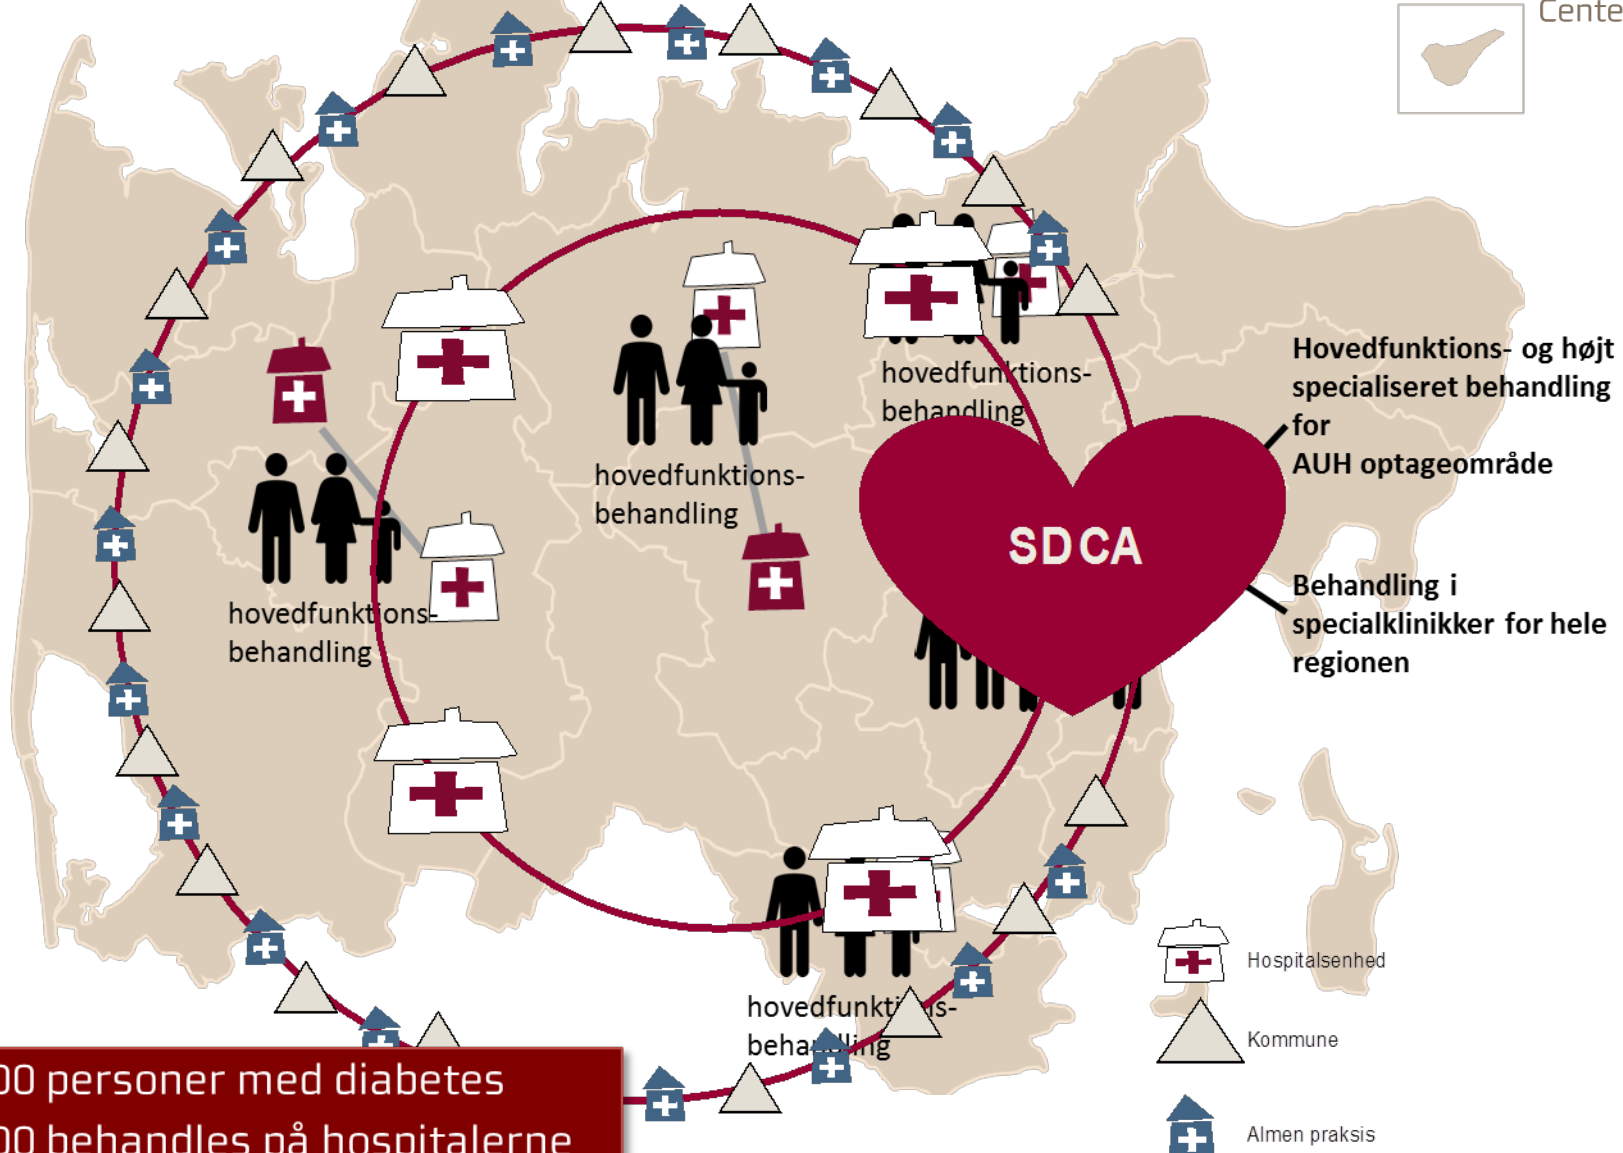 Cente
hovedfunktions-
behandling
Hovedfunktions- og højt
specialiseret behandling
for
AUH optageområde
hovedfunktions-
behandling
SDCA
Behandling i
specialklinikker for hele
regionen
hovedfunktions-
behandling
Hospitalsenhed
hovedfunktions-
behandling
Kommune
00 personer med diabetes
Almen praksis
00 behandles på hospitalerne